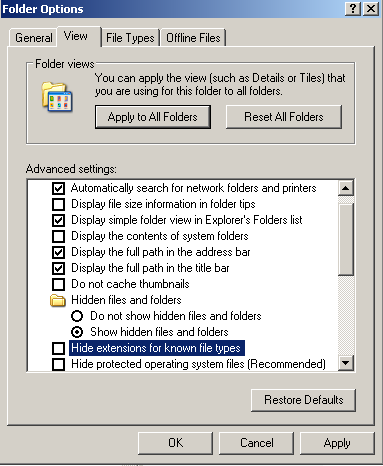 Folder Options
General View File Types Offline Files
Folder views
You can apply the view (such as Details or Tiles) that
you are using for this folder to all folders.
Apply to All Folders Reset All Folders
Advanced settings:
Automatically search for network folders and printers
Display file size information in folder tips
Display simple folder view in Explorer's Folders list
Display the contents of system folders
Display the full path in the address bar
Display the full path in the title bar
Do not cache thumbnails
Hidden files and folders
Do not show hidden files and folders
Show hidden files and folders
Hide extensions for known file types
Hide protected operating system files (Recommended)
Restore Defaults
OK Cancel Apply